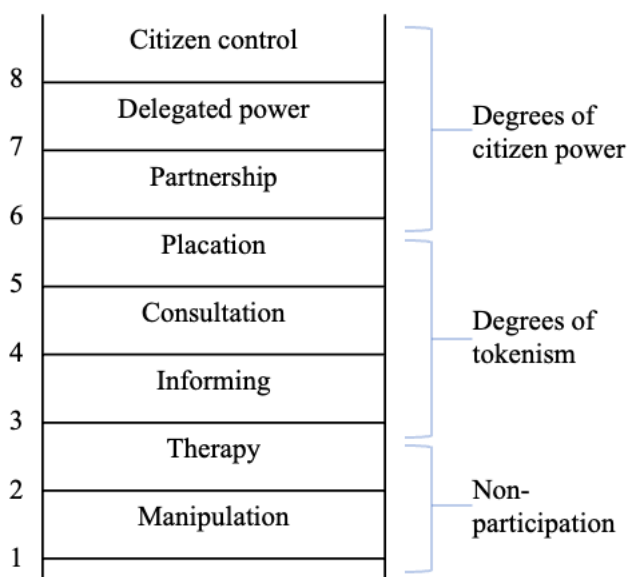 Citizen control
8
Delegated power
7
Partnership
6
Placation
5
Consultation
4
Informing
3
Therapy
2
Manipulation
1
Degrees of
citizen power
Degrees of
tokenism
Non-
participation